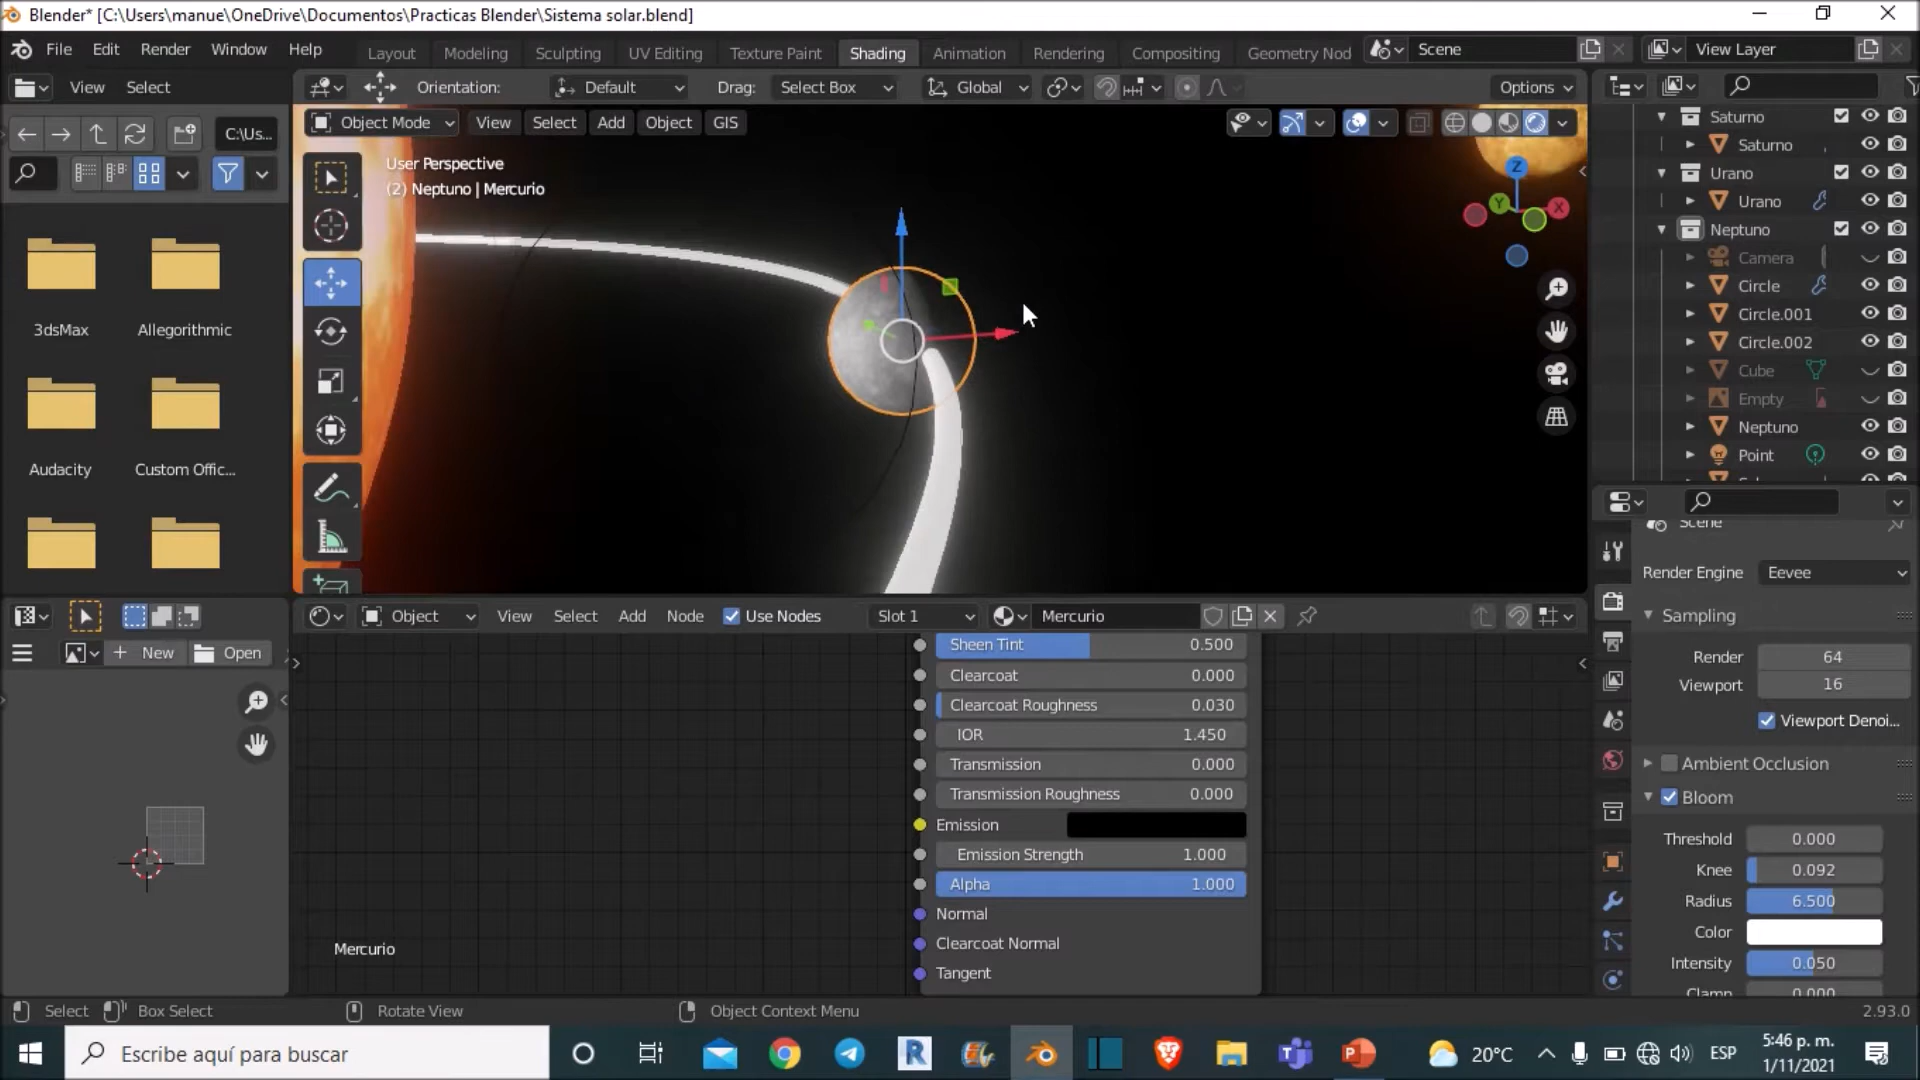 Blender* [C:\Users\manue\OneDrive\Documentos\Practicas Blender\Sistema solar.blend]
File Edit Render Window Help Layout Modeling Sculpting UV Editing Texture Paint Shading Animation Rendering Compositing Geometry Nod Scene View Layer
View Select Orientation: Default Drag: Select Box Global Options
C:\Us...
Object Mode View Select Add Object GIS
User Perspective
(2) Neptuno | Mercurio
Z
Y
X
3dsMax Allegorithmic
Audacity Custom Offic...
Saturno
Saturno
Urano
Urano
Neptuno
Camera
Circle
Circle.001
Circle.002
Cube
Empty
Neptuno
Point
Scene
Render Engine Eevee
Sampling
Render 64
Viewport 16
Viewport Denoi...
Ambient Occlusion
Bloom
Threshold 0.000
Knee 0.092
Radius 6.500
Color
Intensity 0.050
Clamp 0.000
New Open
Object View Select Add Node Use Nodes Slot 1 Mercurio
Sheen Tint 0.500
Clearcoat 0.000
Clearcoat Roughness 0.030
IOR 1.450
Transmission 0.000
Transmission Roughness 0.000
Emission
Emission Strength 1.000
Alpha 1.000
Normal
Clearcoat Normal
Tangent
Mercurio
Select Box Select Rotate View Object Context Menu 2.93.0
Escribe aquí para buscar
20°C ESP
5:46 p. m.
1/11/2021